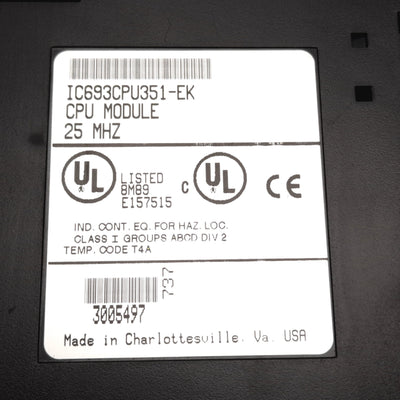 IC693CPU351-EK
CPU MODULE
25 MHZ
UL
LISTED
8M89
E157515
C UL
CE
IND. CONT. EQ. FOR HAZ. LOC.
CLASS I GROUPS ABCD DIV 2
TEMP. CODE T4A
737
3005497
Made in Charlottesville, Va. USA